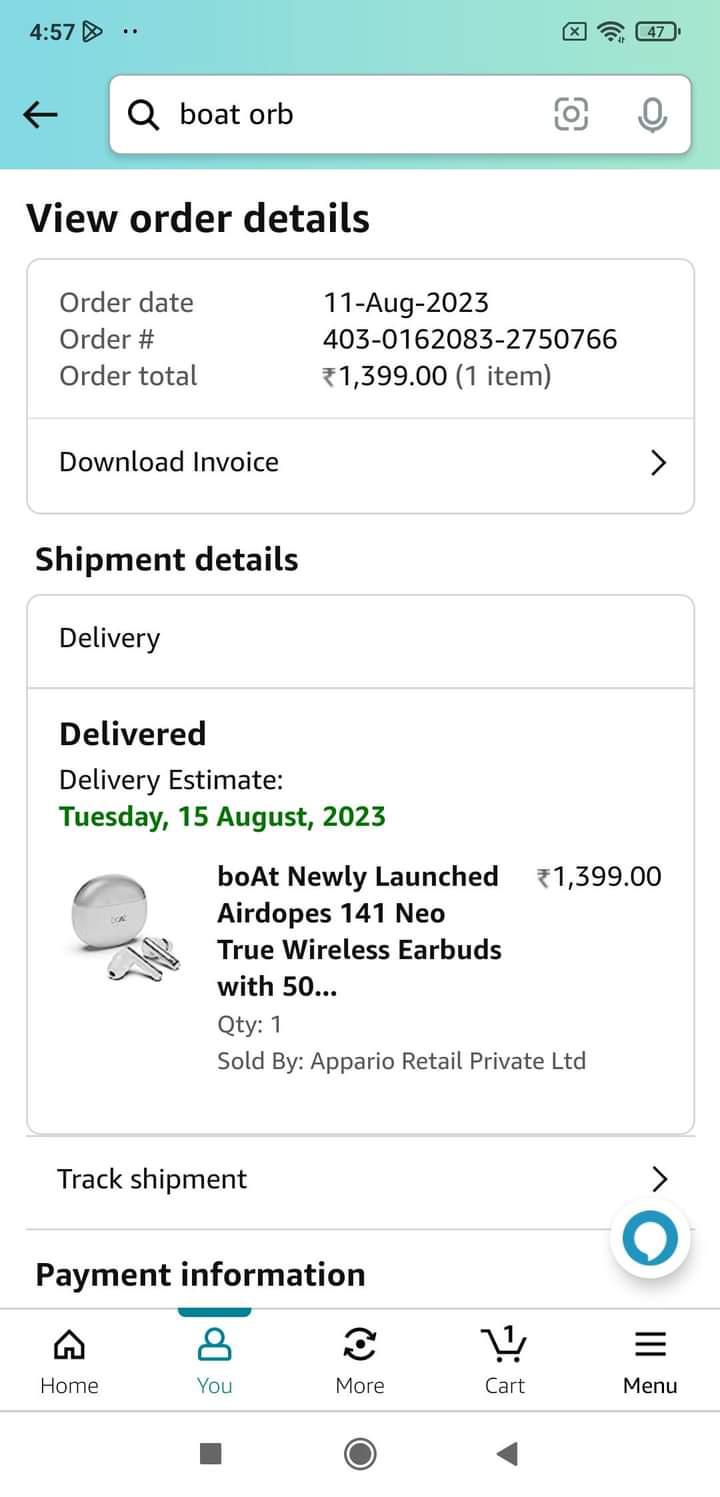 4:57
47
boat orb
View order details
Order date 11-Aug-2023
Order # 403-0162083-2750766
Order total ₹1,399.00 (1 item)
Download Invoice
Shipment details
Delivery
Delivered
Delivery Estimate:
Tuesday, 15 August, 2023
boAt Newly Launched ₹1,399.00
Airdopes 141 Neo
True Wireless Earbuds
with 50...
Qty: 1
Sold By: Appario Retail Private Ltd
boAt
Track shipment
Payment information
1
Home You More Cart Menu